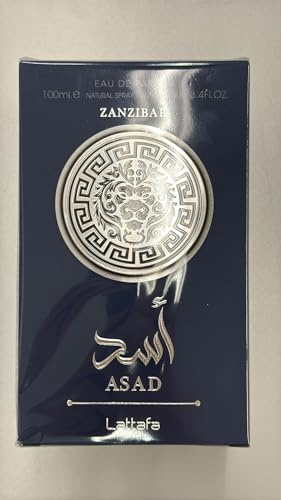 EAU DE
100ml.e NATURAL SPRAY 3.4FL.OZ.
ZANZIBAR
أسد
ASAD
Lattafa